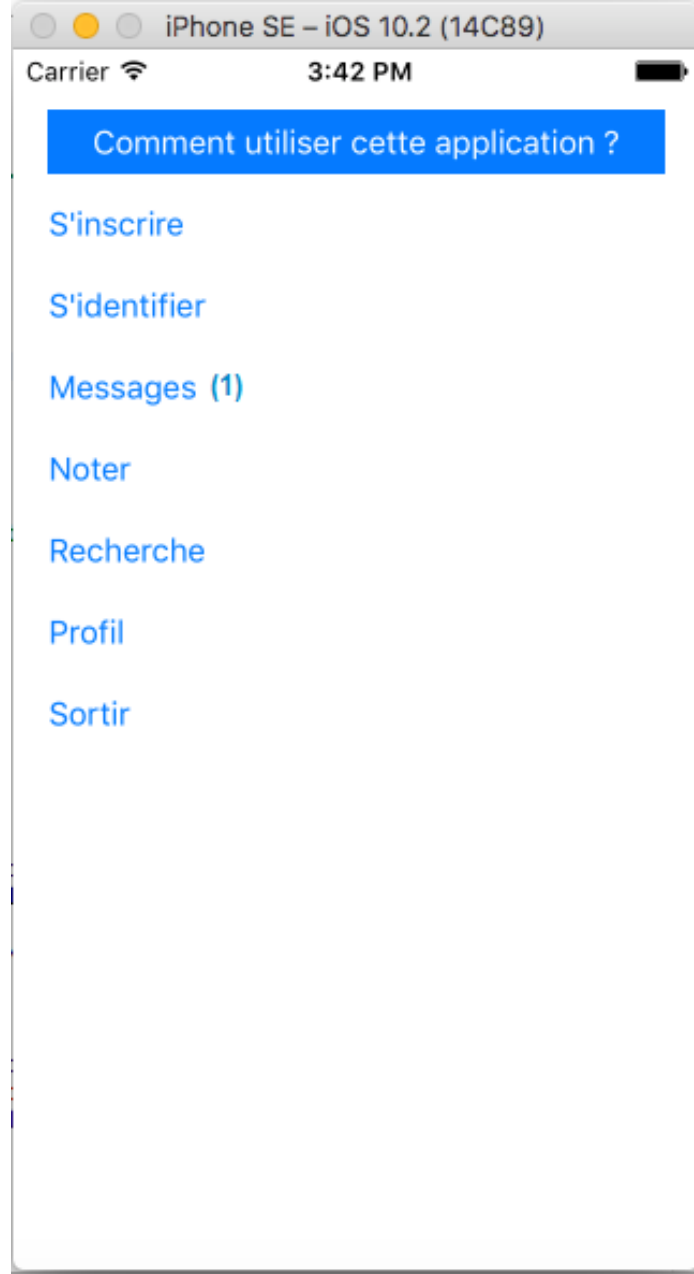 iPhone SE – iOS 10.2 (14C89)
Carrier 3:42 PM
Comment utiliser cette application ?
S'inscrire
S'identifier
Messages (1)
Noter
Recherche
Profil
Sortir